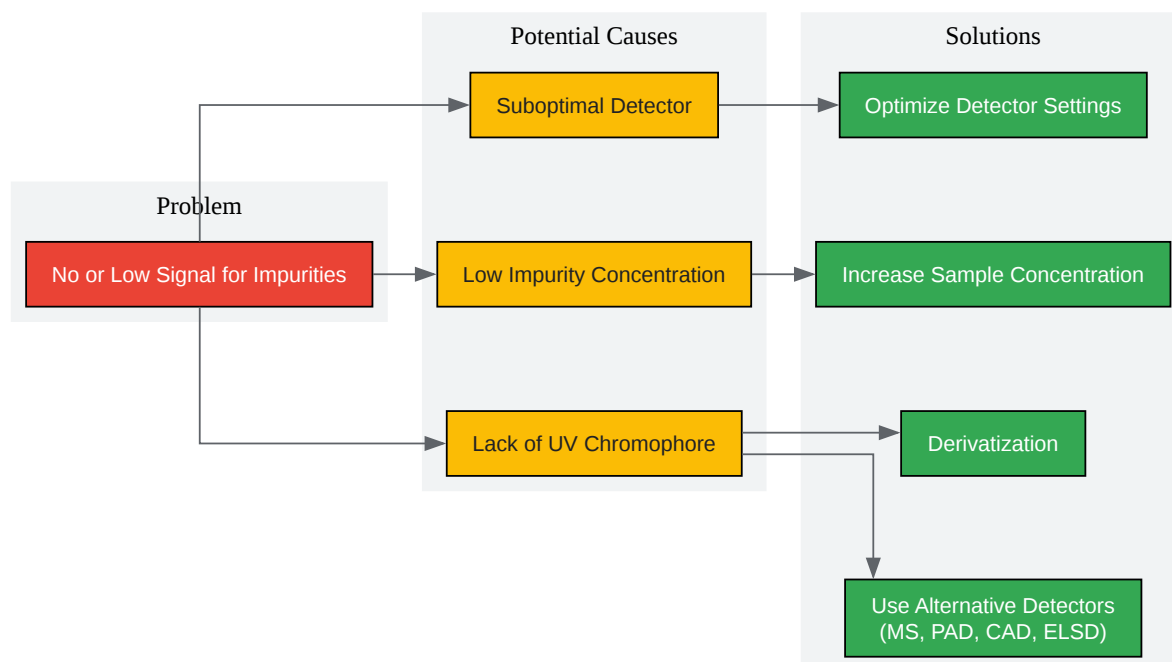 Potential Causes
Solutions
Suboptimal Detector
Optimize Detector Settings
Problem
No or Low Signal for Impurities
Low Impurity Concentration
Increase Sample Concentration
Lack of UV Chromophore
Derivatization
Use Alternative Detectors
(MS, PAD, CAD, ELSD)